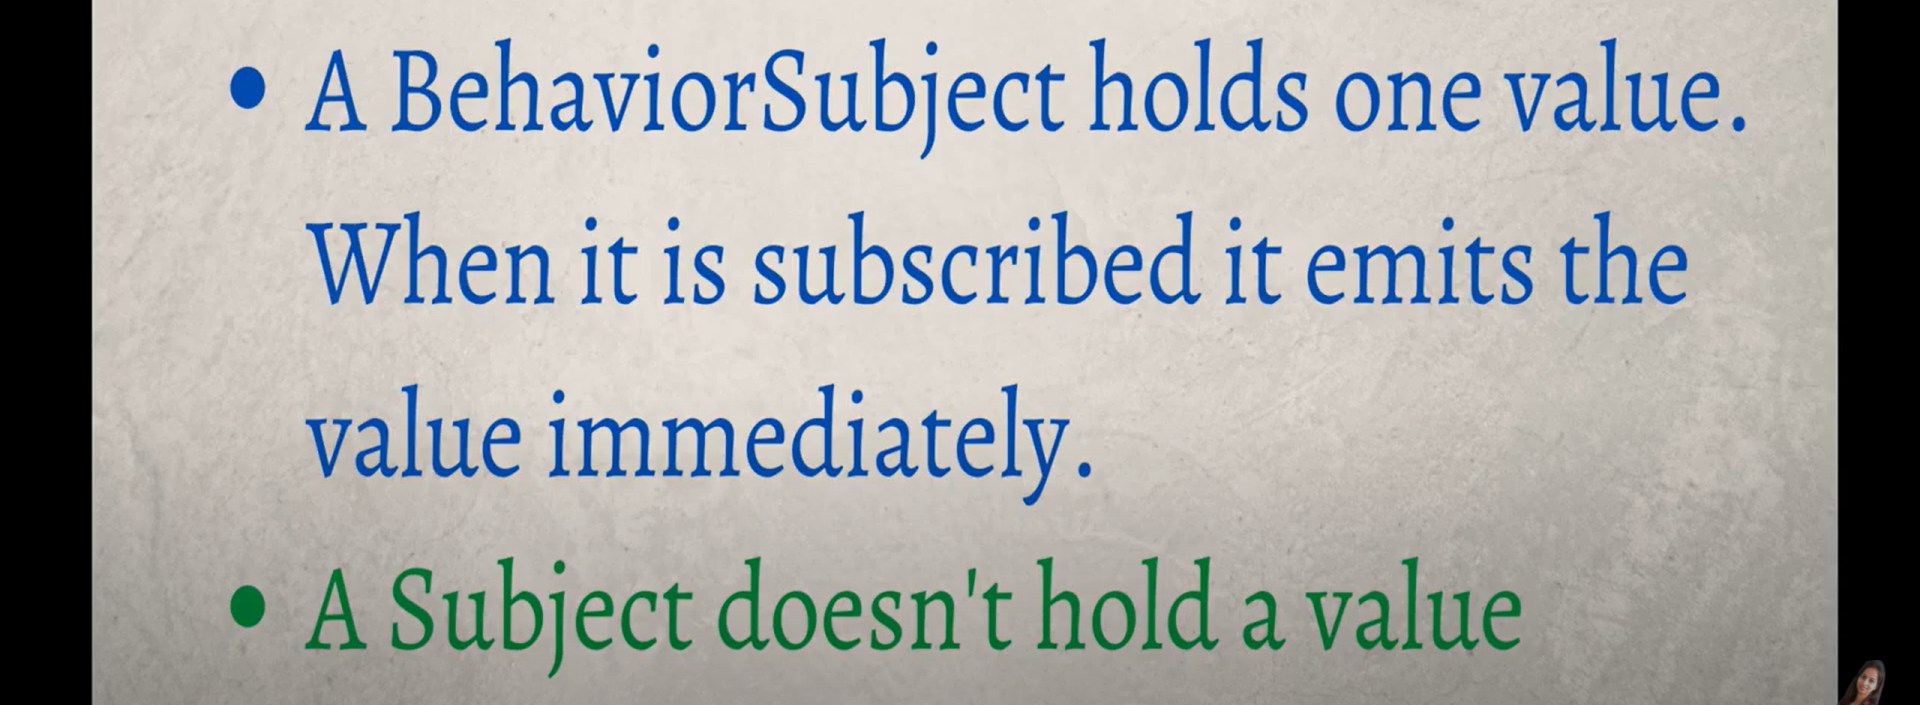 • A BehaviorSubject holds one value.
When it is subscribed it emits the
value immediately.
• A Subject doesn't hold a value